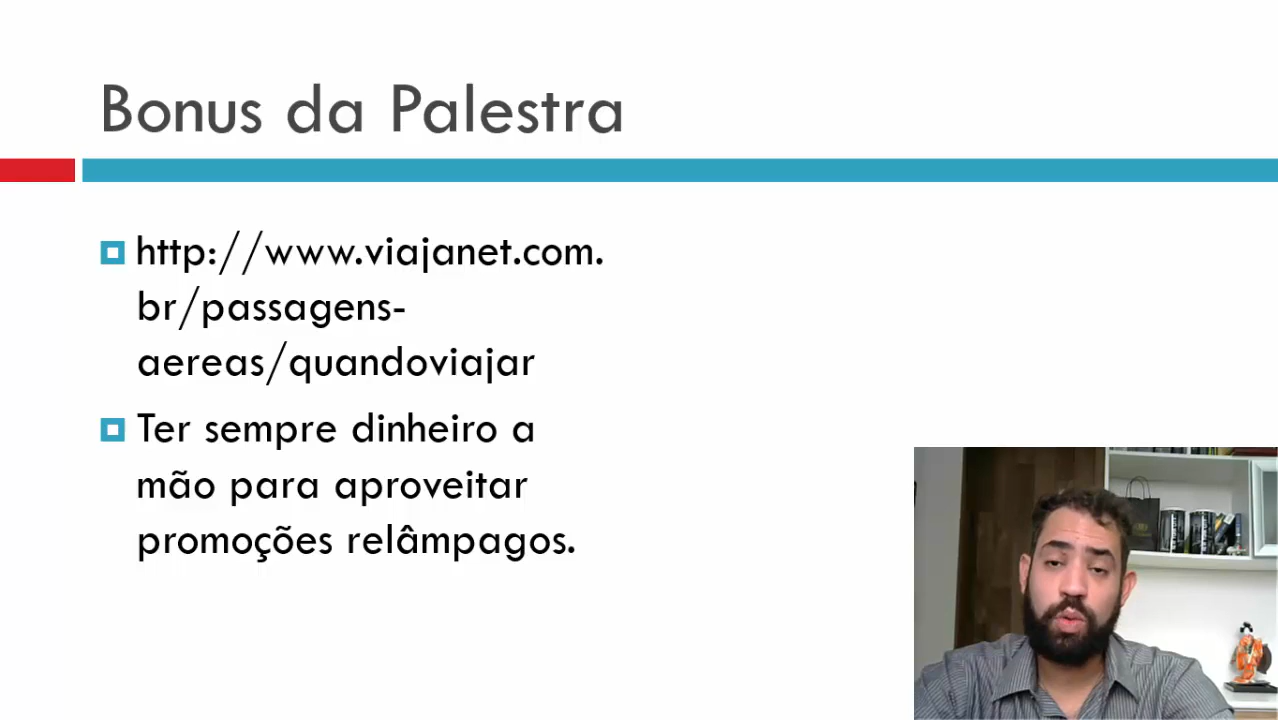 Bonus da Palestra
http://www.viajanet.com.
br/passagens-
aereas/quandoviajar
Ter sempre dinheiro a
mão para aproveitar
promoções relâmpagos.